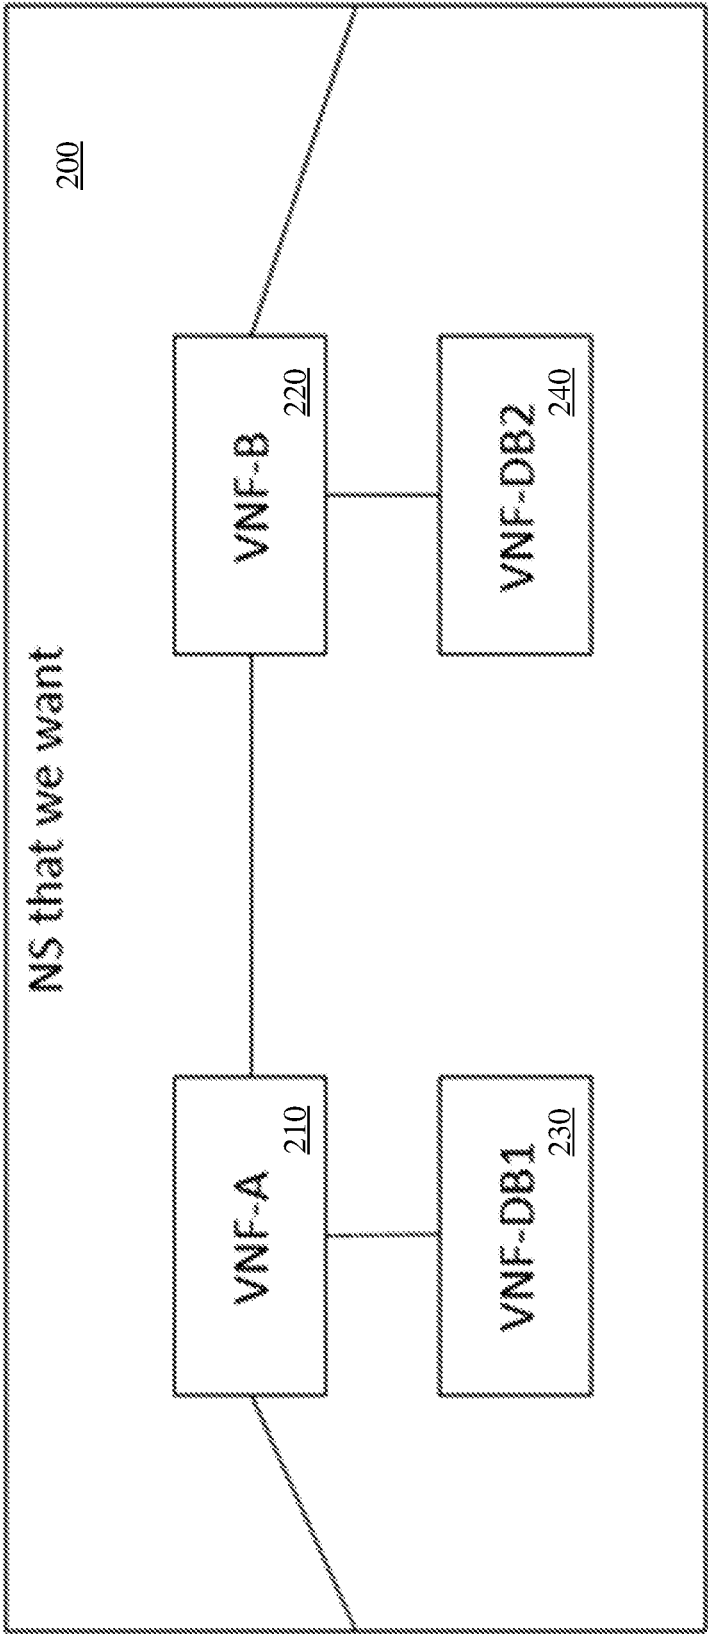 NS that we want
200
VNF-A
210
VNF-B
220
VNF-DB1
230
VNF-DB2
240